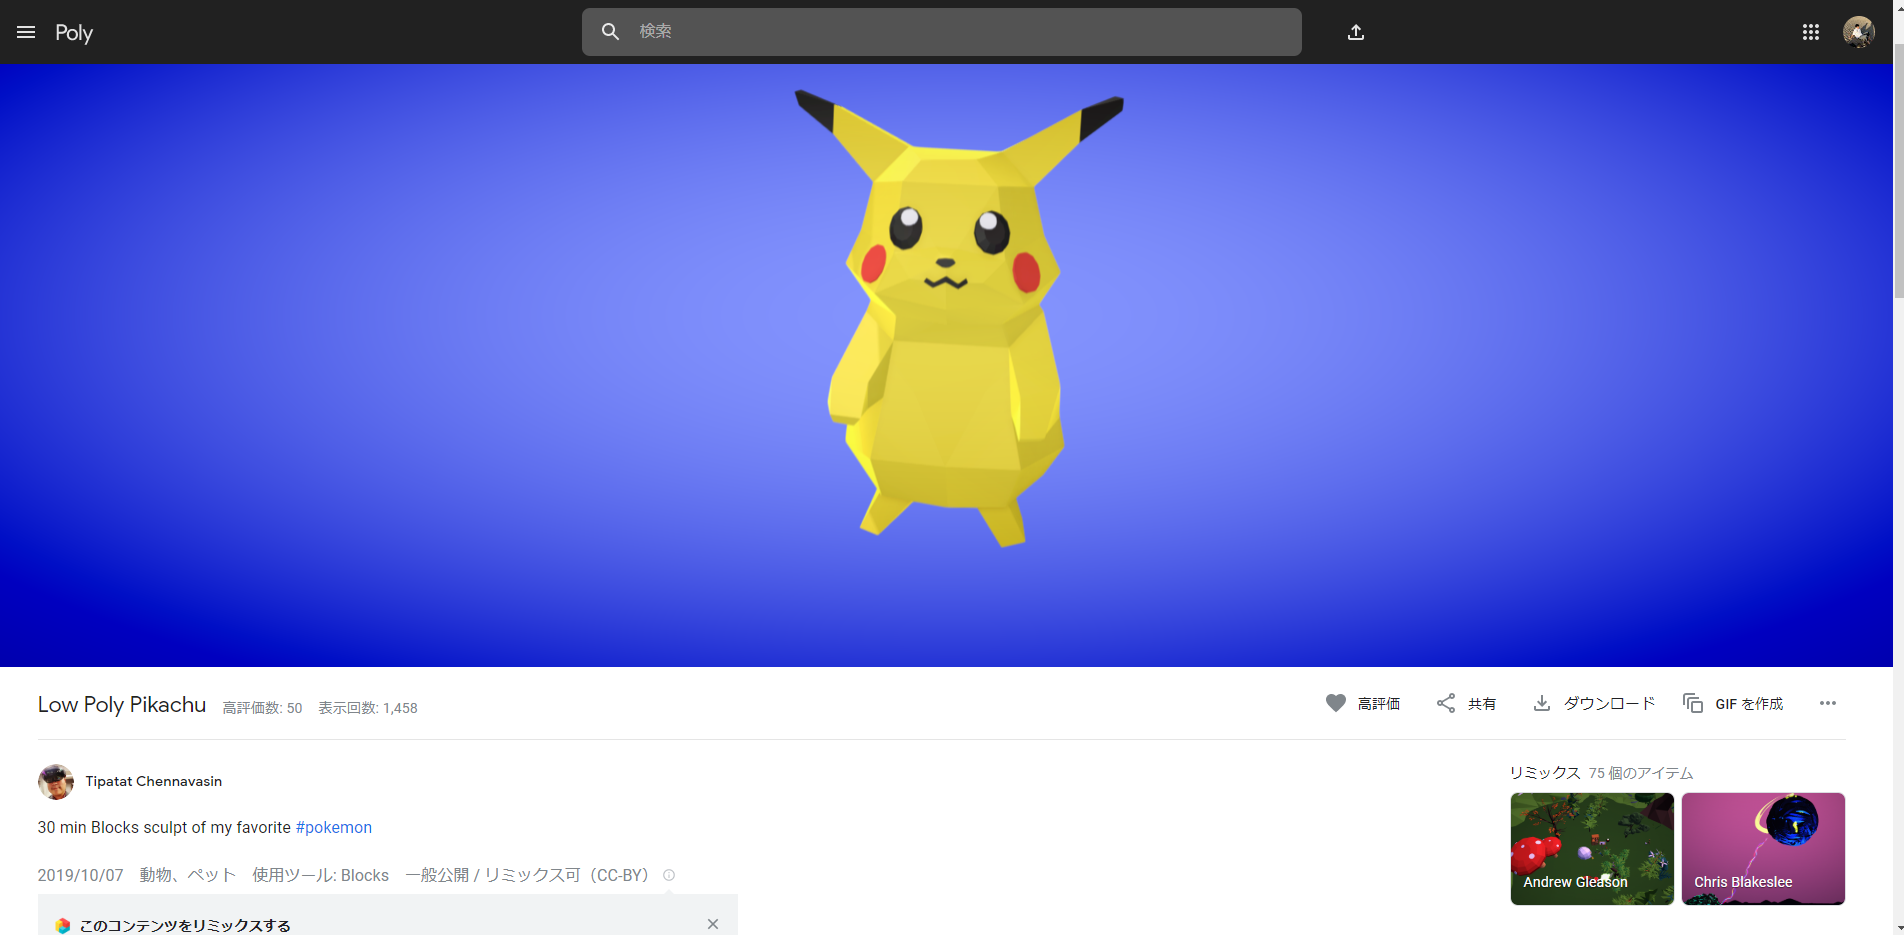 Poly
検索
Low Poly Pikachu 高評価数: 50 表示回数: 1,458
高評価 共有 ダウンロード GIF を作成
Tipatat Chennavasin
30 min Blocks sculpt of my favorite #pokemon
2019/10/07 動物、ペット 使用ツール: Blocks 一般公開 / リミックス可（CC-BY）
このコンテンツをリミックスする
リミックス 75 個のアイテム
Andrew Gleason
Chris Blakeslee